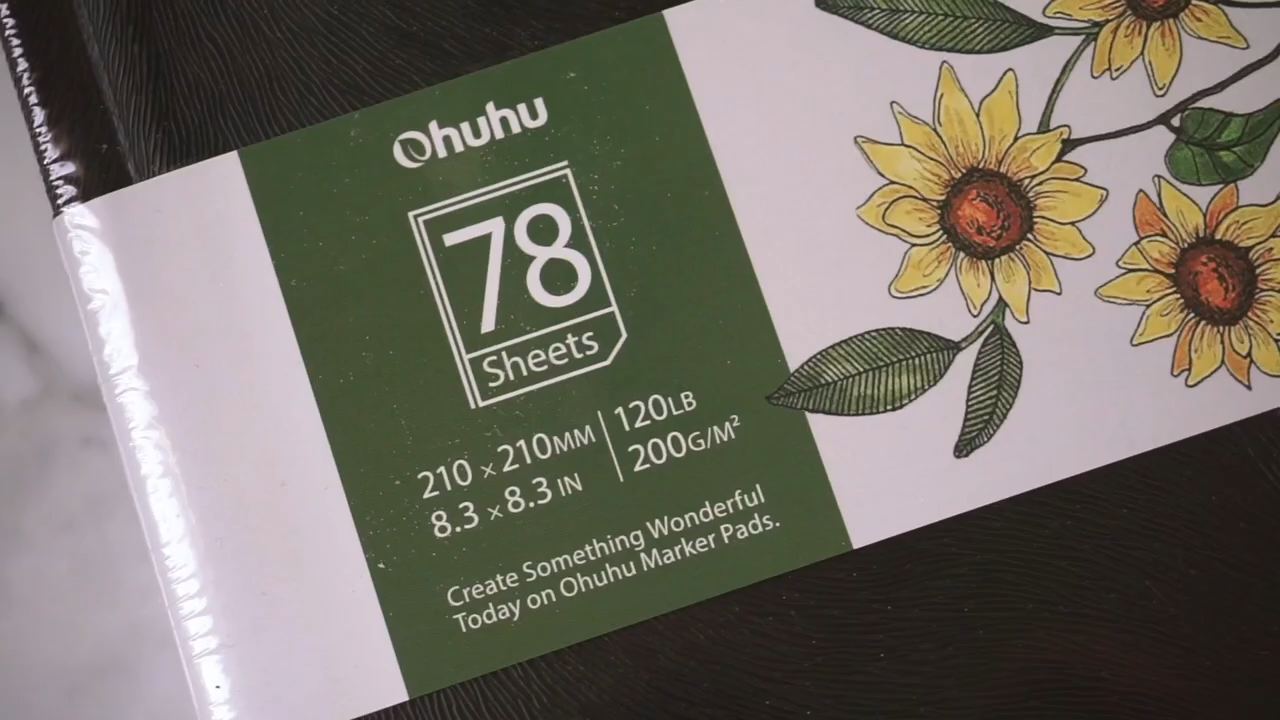 Ohuhu
78
Sheets
210 × 210MM | 120LB
8.3 × 8.3 IN | 200G/M²
Create Something Wonderful
Today on Ohuhu Marker Pads.